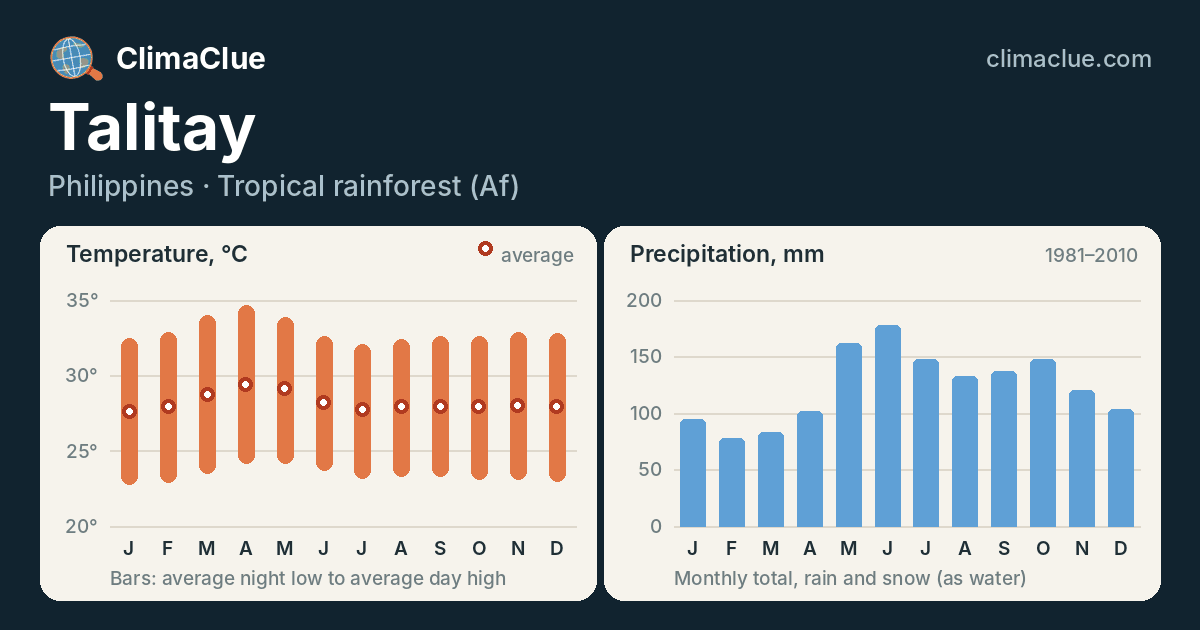 ClimaClue
climaclue.com
Talitay
Philippines · Tropical rainforest (Af)
Temperature, °C
average
35°
30°
25°
20°
J F M A M J J A S O N D
Bars: average night low to average day high
Precipitation, mm
1981–2010
200
150
100
50
0
J F M A M J J A S O N D
Monthly total, rain and snow (as water)